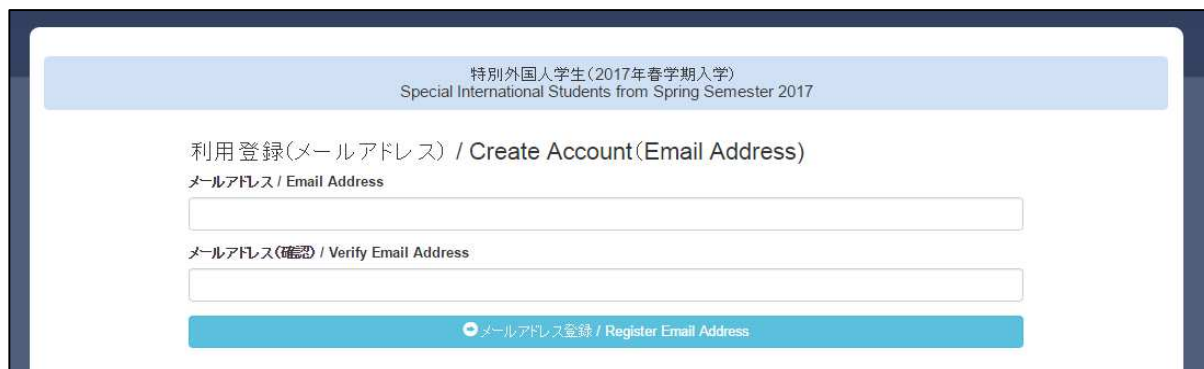 特別外国人学生(2017年春学期入学)
Special International Students from Spring Semester 2017
利用登録(メールアドレス) / Create Account(Email Address)
メールアドレス / Email Address
メールアドレス(確認) / Verify Email Address
メールアドレス登録 / Register Email Address